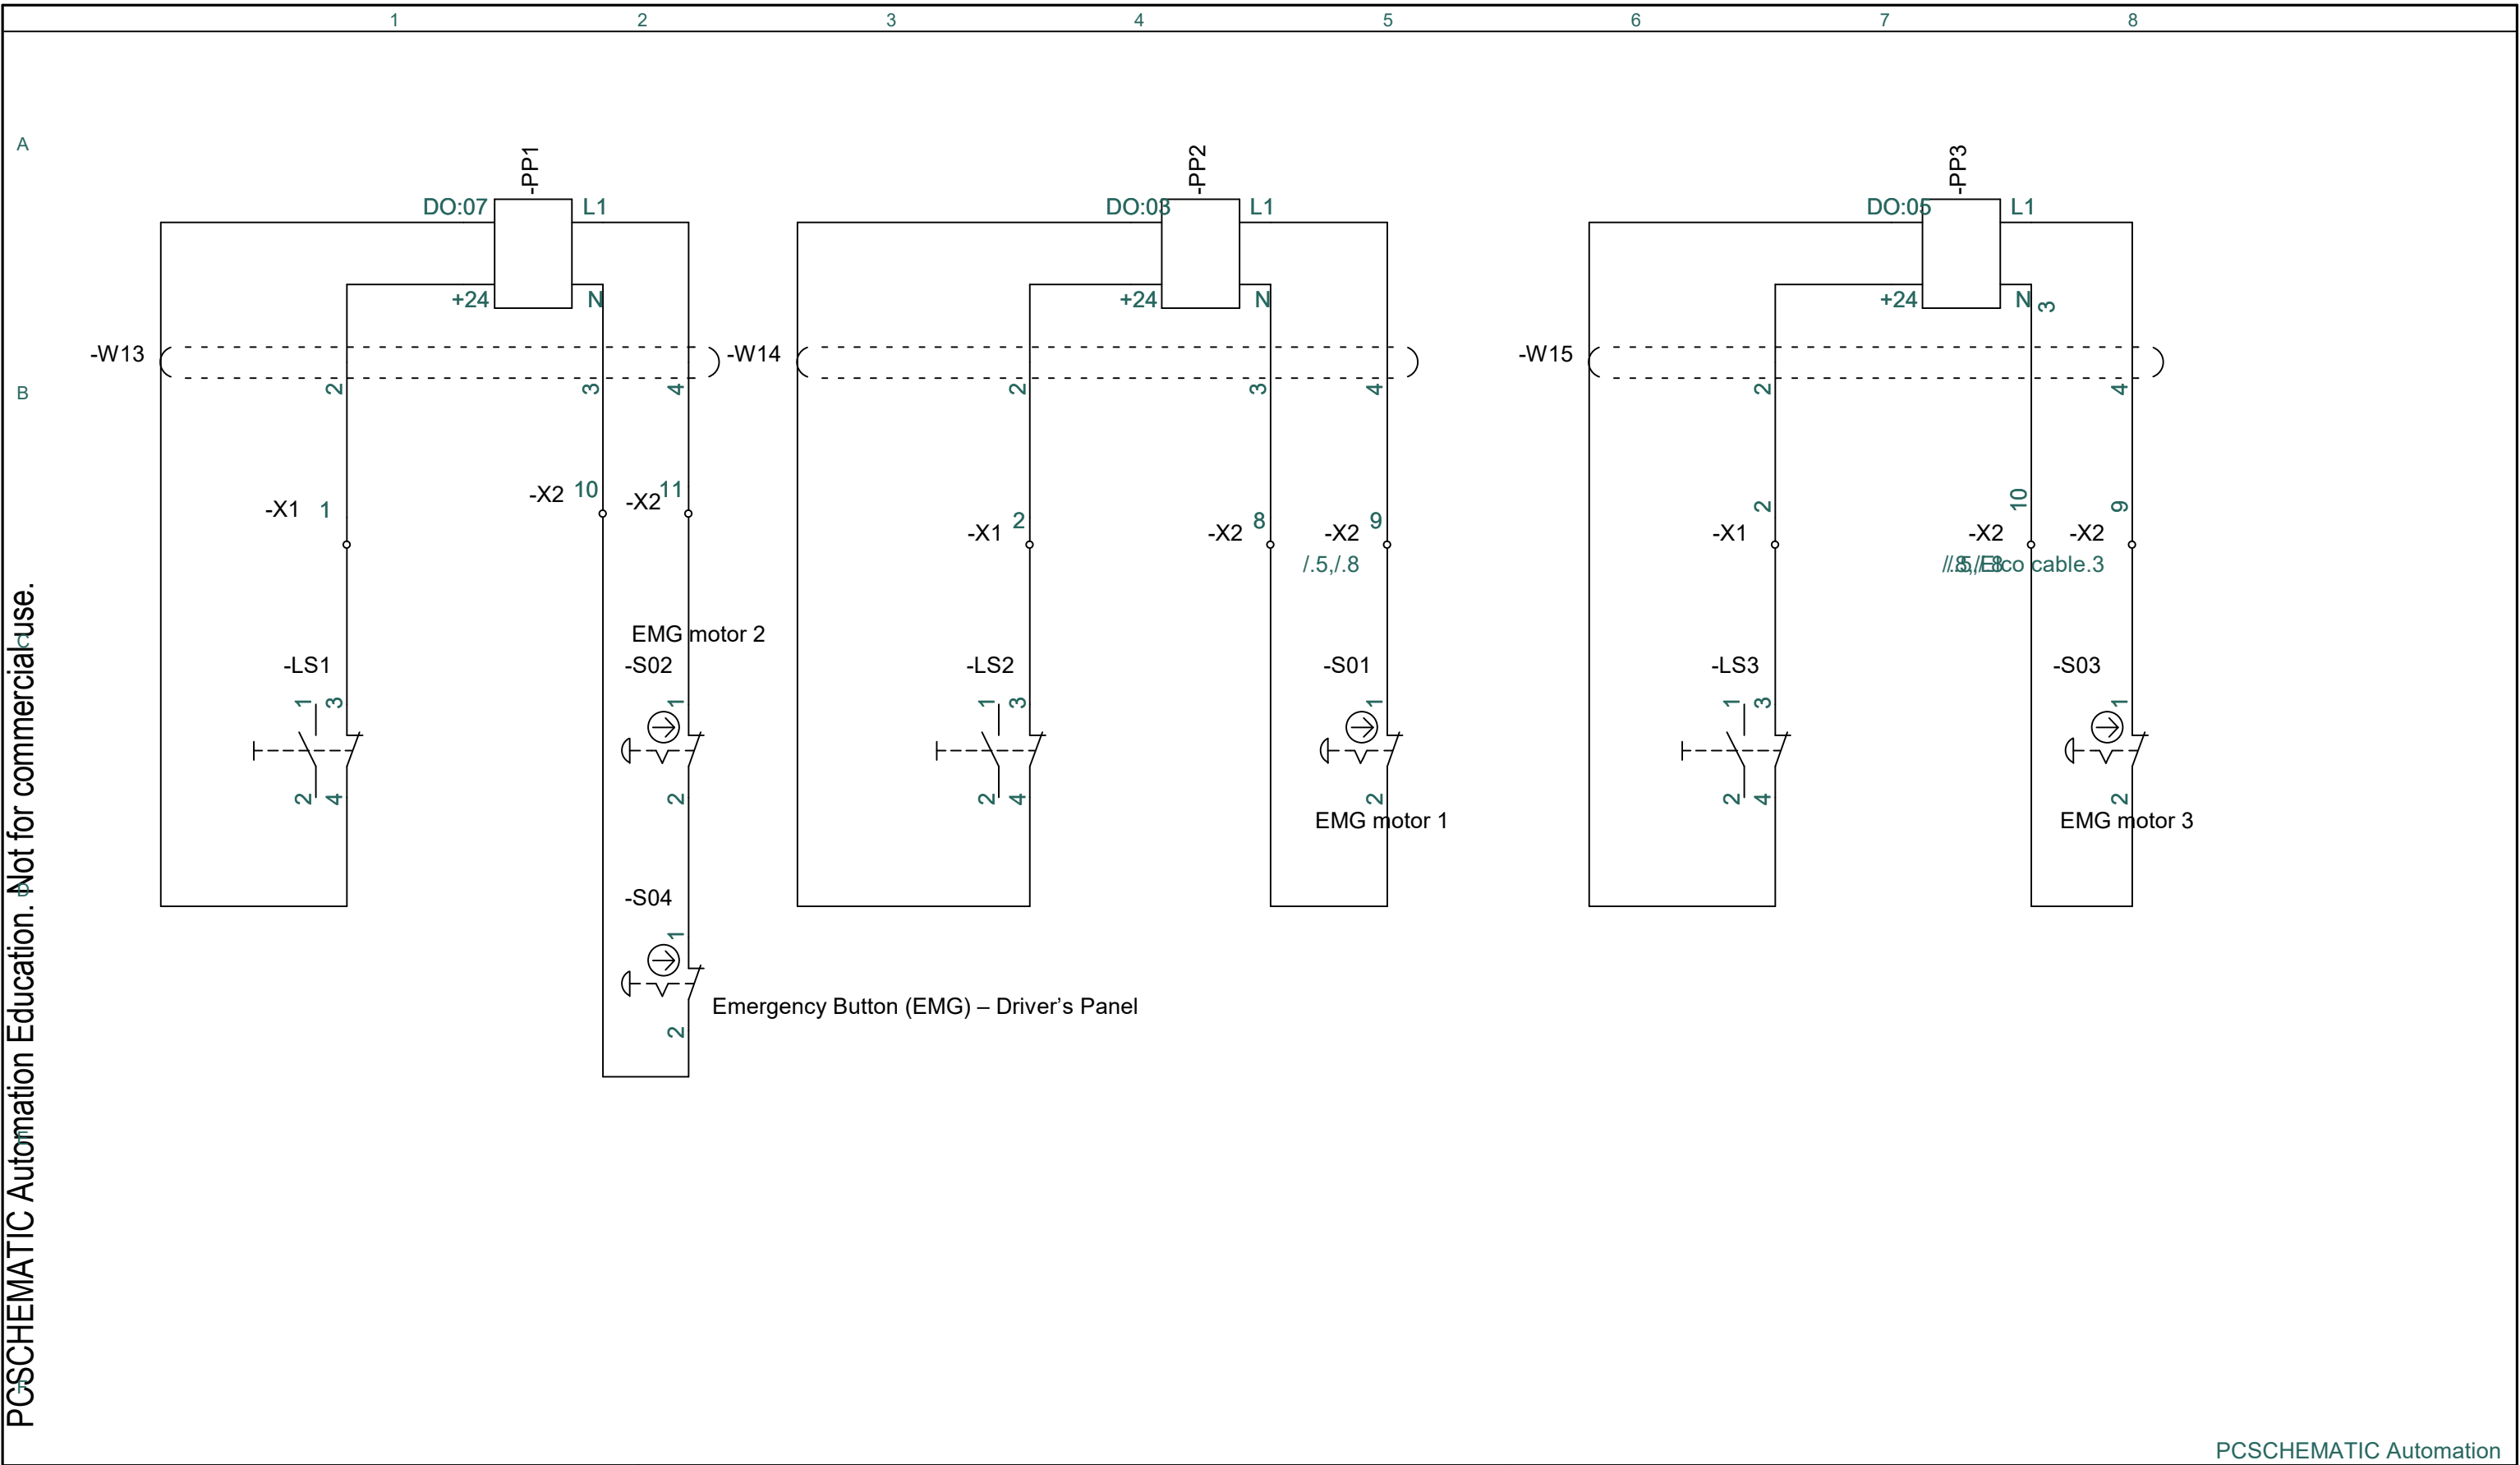 1 2 3 4 5 6 7 8
A
B
C
D
E
F
PCSCHEMATIC Automation Education. Not for commercial use.
-PP1
DO:07
L1
+24
N
-W13
2
3
4
-X1 1
-X2 10
-X2 11
EMG motor 2
-LS1
1 3
2 4
-S02
1
2
-S04
1
2
Emergency Button (EMG) – Driver’s Panel
-PP2
DO:03
L1
+24
N
-W14
2
3
4
-X1 2
-X2 8
-X2 9
/.5,/.8
-LS2
1 3
2 4
-S01
1
2
EMG motor 1
-PP3
DO:05
L1
+24
N 3
-W15
2
4
2
10
9
-X1
-X2
-X2
cable.3
-LS3
1 3
2 4
-S03
1
2
EMG motor 3
PCSCHEMATIC Automation